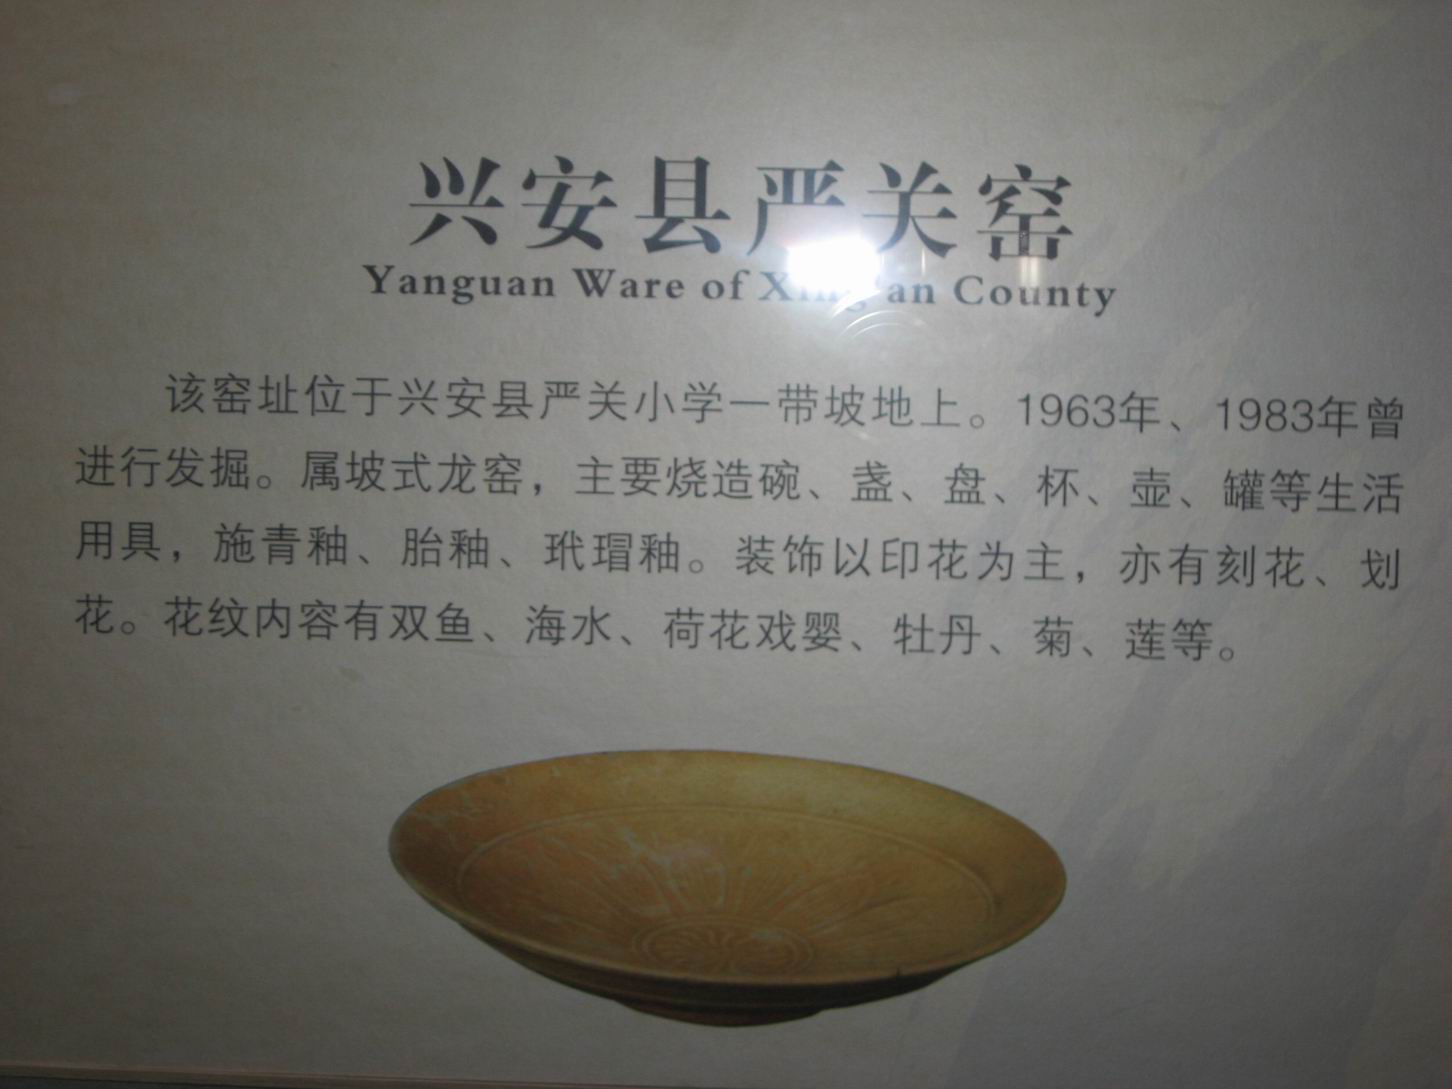 兴安县严关窑
Yanguan Ware of Xing'an County
该窑址位于兴安县严关小学一带坡地上。1963年、1983年曾
进行发掘。属坡式龙窑，主要烧造碗、盏、盘、杯、壶、罐等生活
用具，施青釉、胎釉、玳瑁釉。装饰以印花为主，亦有刻花、划
花。花纹内容有双鱼、海水、荷花戏婴、牡丹、菊、莲等。